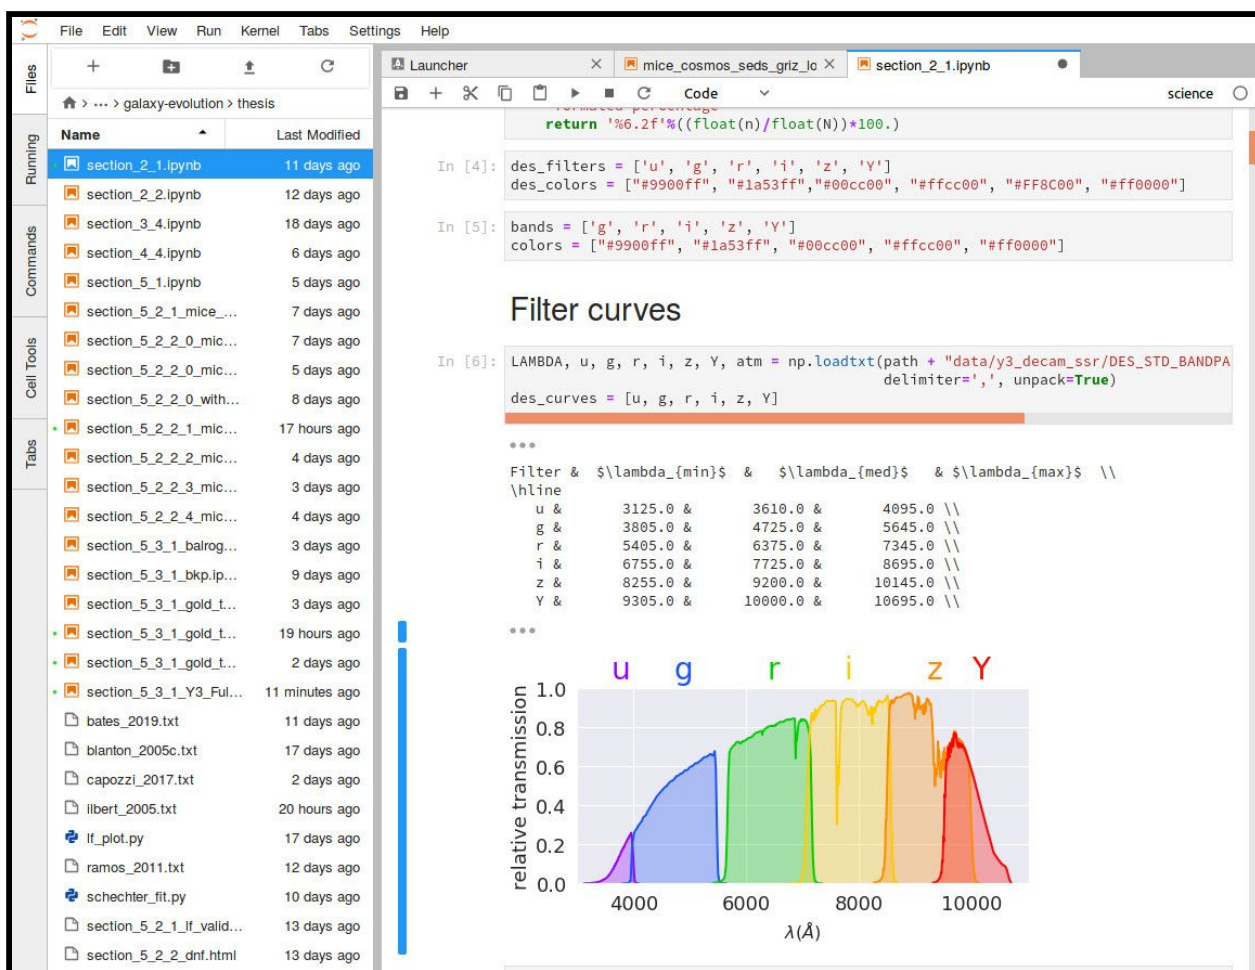 File Edit View Run Kernel Tabs Settings Help
Files
Running
Commands
Cell Tools
Tabs
… > galaxy-evolution > thesis
Name Last Modified
section_2_1.ipynb 11 days ago
section_2_2.ipynb 12 days ago
section_3_4.ipynb 18 days ago
section_4_4.ipynb 6 days ago
section_5_1.ipynb 5 days ago
section_5_2_1_mice_... 7 days ago
section_5_2_2_0_mic... 7 days ago
section_5_2_2_0_mic... 5 days ago
section_5_2_2_0_with... 8 days ago
section_5_2_2_1_mic... 17 hours ago
section_5_2_2_2_mic... 4 days ago
section_5_2_2_3_mic... 3 days ago
section_5_2_2_4_mic... 4 days ago
section_5_3_1_balrog... 3 days ago
section_5_3_1_bkp.ip... 9 days ago
section_5_3_1_gold_t... 3 days ago
section_5_3_1_gold_t... 19 hours ago
section_5_3_1_gold_t... 2 days ago
section_5_3_1_Y3_Ful... 11 minutes ago
bates_2019.txt 11 days ago
blanton_2005c.txt 17 days ago
capozzi_2017.txt 2 days ago
ilbert_2005.txt 20 hours ago
lf_plot.py 17 days ago
ramos_2011.txt 12 days ago
schechter_fit.py 10 days ago
section_5_2_1_lf_valid... 13 days ago
section_5_2_2_dnf.html 13 days ago
Launcher mice_cosmos_seds_griz_lo section_2_1.ipynb
Code science
formated percentage
return '%6.2f'%((float(n)/float(N))*100.)
In [4]: des_filters = ['u', 'g', 'r', 'i', 'z', 'Y']
des_colors = ["#9900ff", "#1a53ff","#00cc00", "#ffcc00", "#FF8C00", "#ff0000"]
In [5]: bands = ['g', 'r', 'i', 'z', 'Y']
colors = ["#9900ff", "#1a53ff", "#00cc00", "#ffcc00", "#ff0000"]
Filter curves
In [6]: LAMBDA, u, g, r, i, z, Y, atm = np.loadtxt(path + "data/y3_decam_ssr/DES_STD_BANDPA
delimiter=',', unpack=True)
des_curves = [u, g, r, i, z, Y]
Filter & $\lambda_{min}$ & $\lambda_{med}$ & $\lambda_{max}$ \\
\hline
u & 3125.0 & 3610.0 & 4095.0 \\
g & 3805.0 & 4725.0 & 5645.0 \\
r & 5405.0 & 6375.0 & 7345.0 \\
i & 6755.0 & 7725.0 & 8695.0 \\
z & 8255.0 & 9200.0 & 10145.0 \\
Y & 9305.0 & 10000.0 & 10695.0 \\
u g r i z Y
relative transmission
1.0
0.8
0.6
0.4
0.2
0.0
4000 6000 8000 10000
λ(Å)